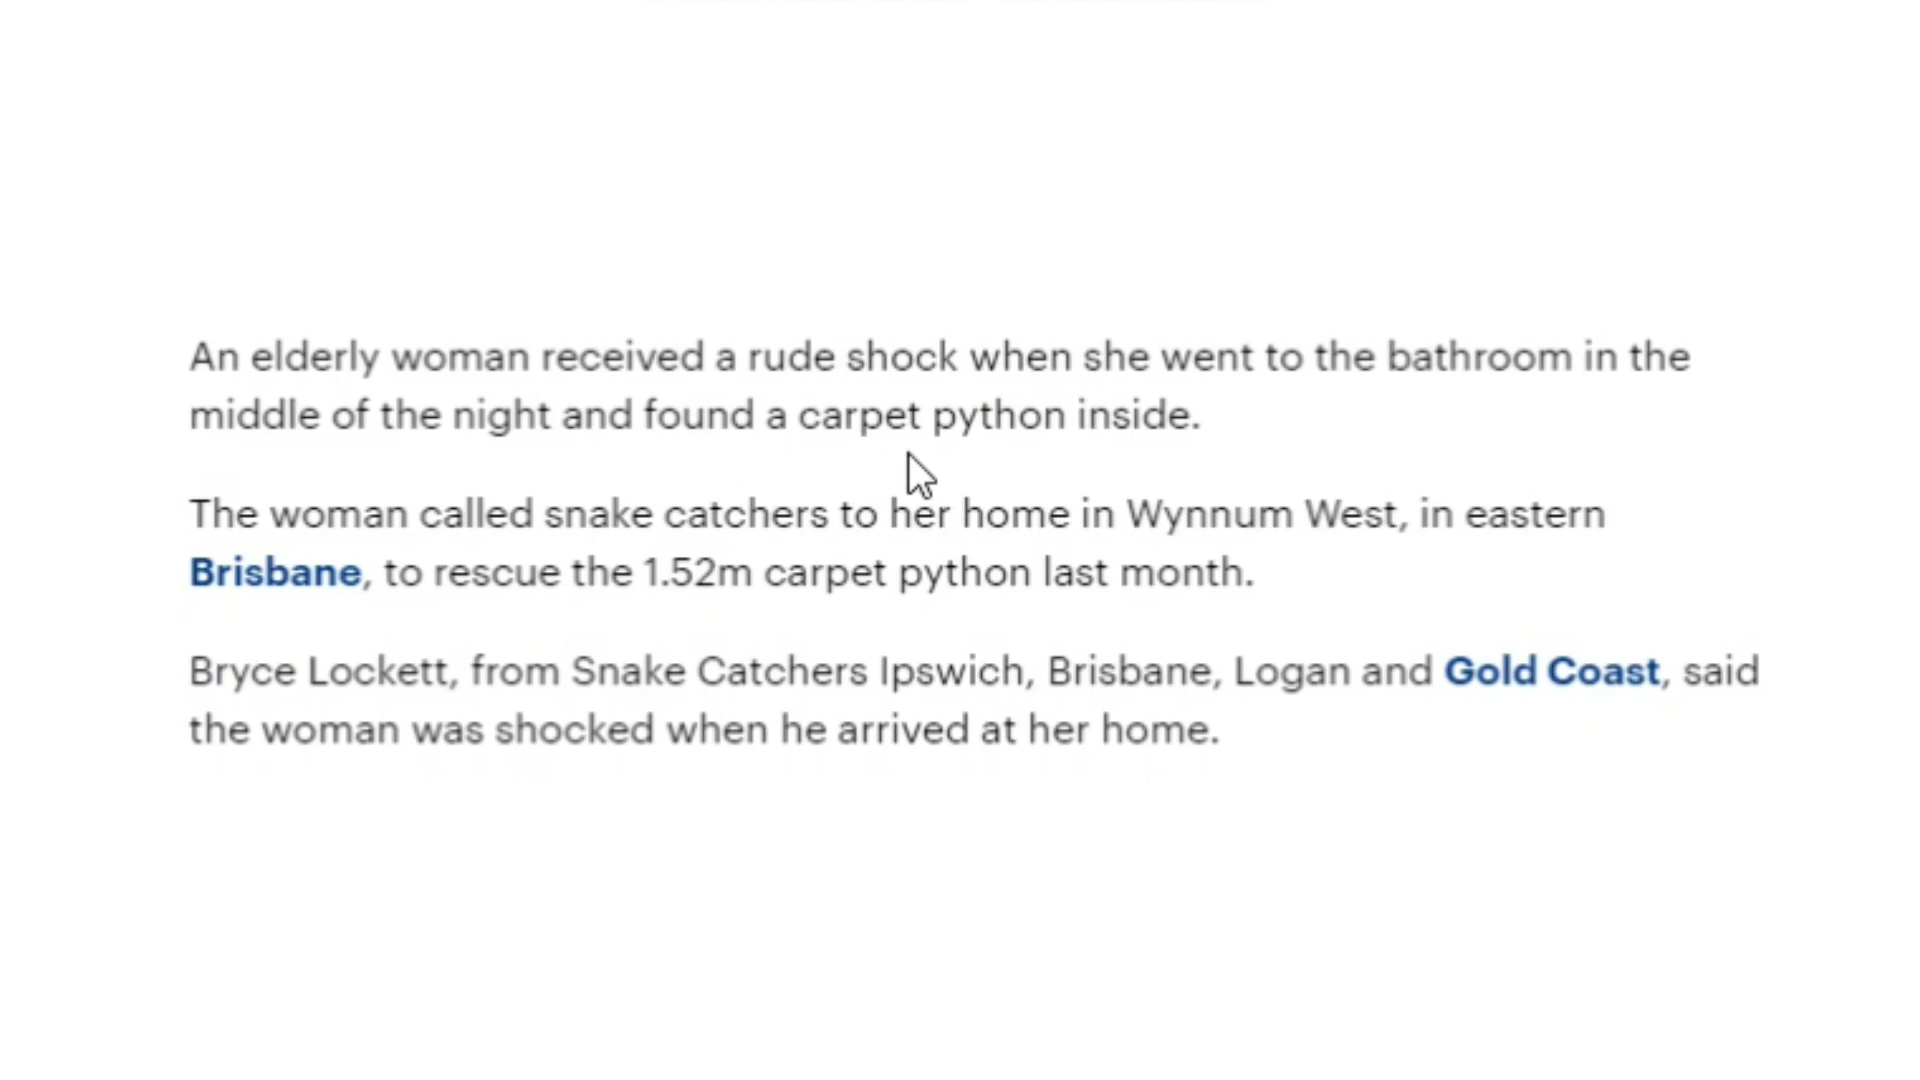 An elderly woman received a rude shock when she went to the bathroom in the
middle of the night and found a carpet python inside.
The woman called snake catchers to her home in Wynnum West, in eastern
Brisbane, to rescue the 1.52m carpet python last month.
Bryce Lockett, from Snake Catchers Ipswich, Brisbane, Logan and Gold Coast, said
the woman was shocked when he arrived at her home.